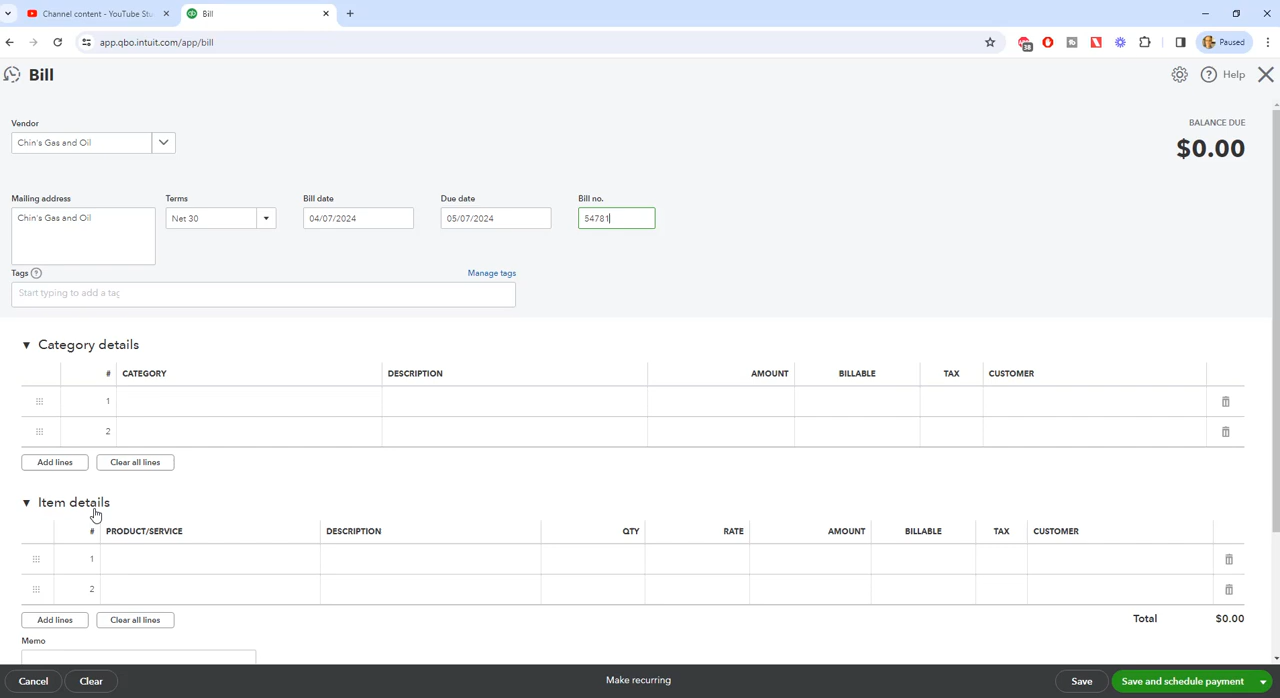 Channel content - YouTube Stu
Bill
app.qbo.intuit.com/app/bill
38
Paused
Bill
Help
Vendor
BALANCE DUE
Chin's Gas and Oil
$0.00
Mailing address Terms Bill date Due date Bill no.
Chin's Gas and Oil Net 30 04/07/2024 05/07/2024 54781
Tags ? Manage tags
Start typing to add a tag
Category details
# CATEGORY DESCRIPTION AMOUNT BILLABLE TAX CUSTOMER
1
2
Add lines Clear all lines
Item details
# PRODUCT/SERVICE DESCRIPTION QTY RATE AMOUNT BILLABLE TAX CUSTOMER
1
2
Add lines Clear all lines Total $0.00
Memo
Cancel Clear Make recurring Save Save and schedule payment